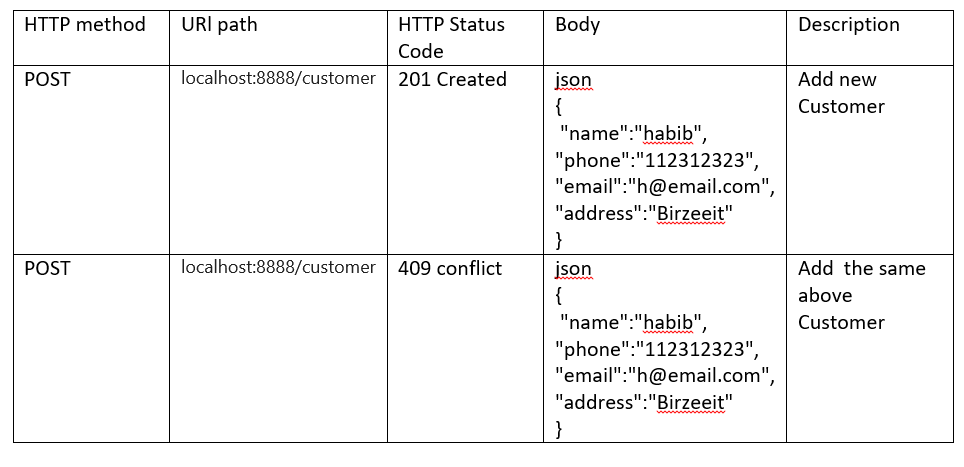 HTTP method
URI path
HTTP Status
Code
Body
Description
POST
localhost:8888/customer
201 Created
json
{
"name":"habib",
"phone":"112312323",
"email":"h@email.com",
"address":"Birzeeit"
}
Add new
Customer
POST
localhost:8888/customer
409 conflict
json
{
"name":"habib",
"phone":"112312323",
"email":"h@email.com",
"address":"Birzeeit"
}
Add  the same
above
Customer